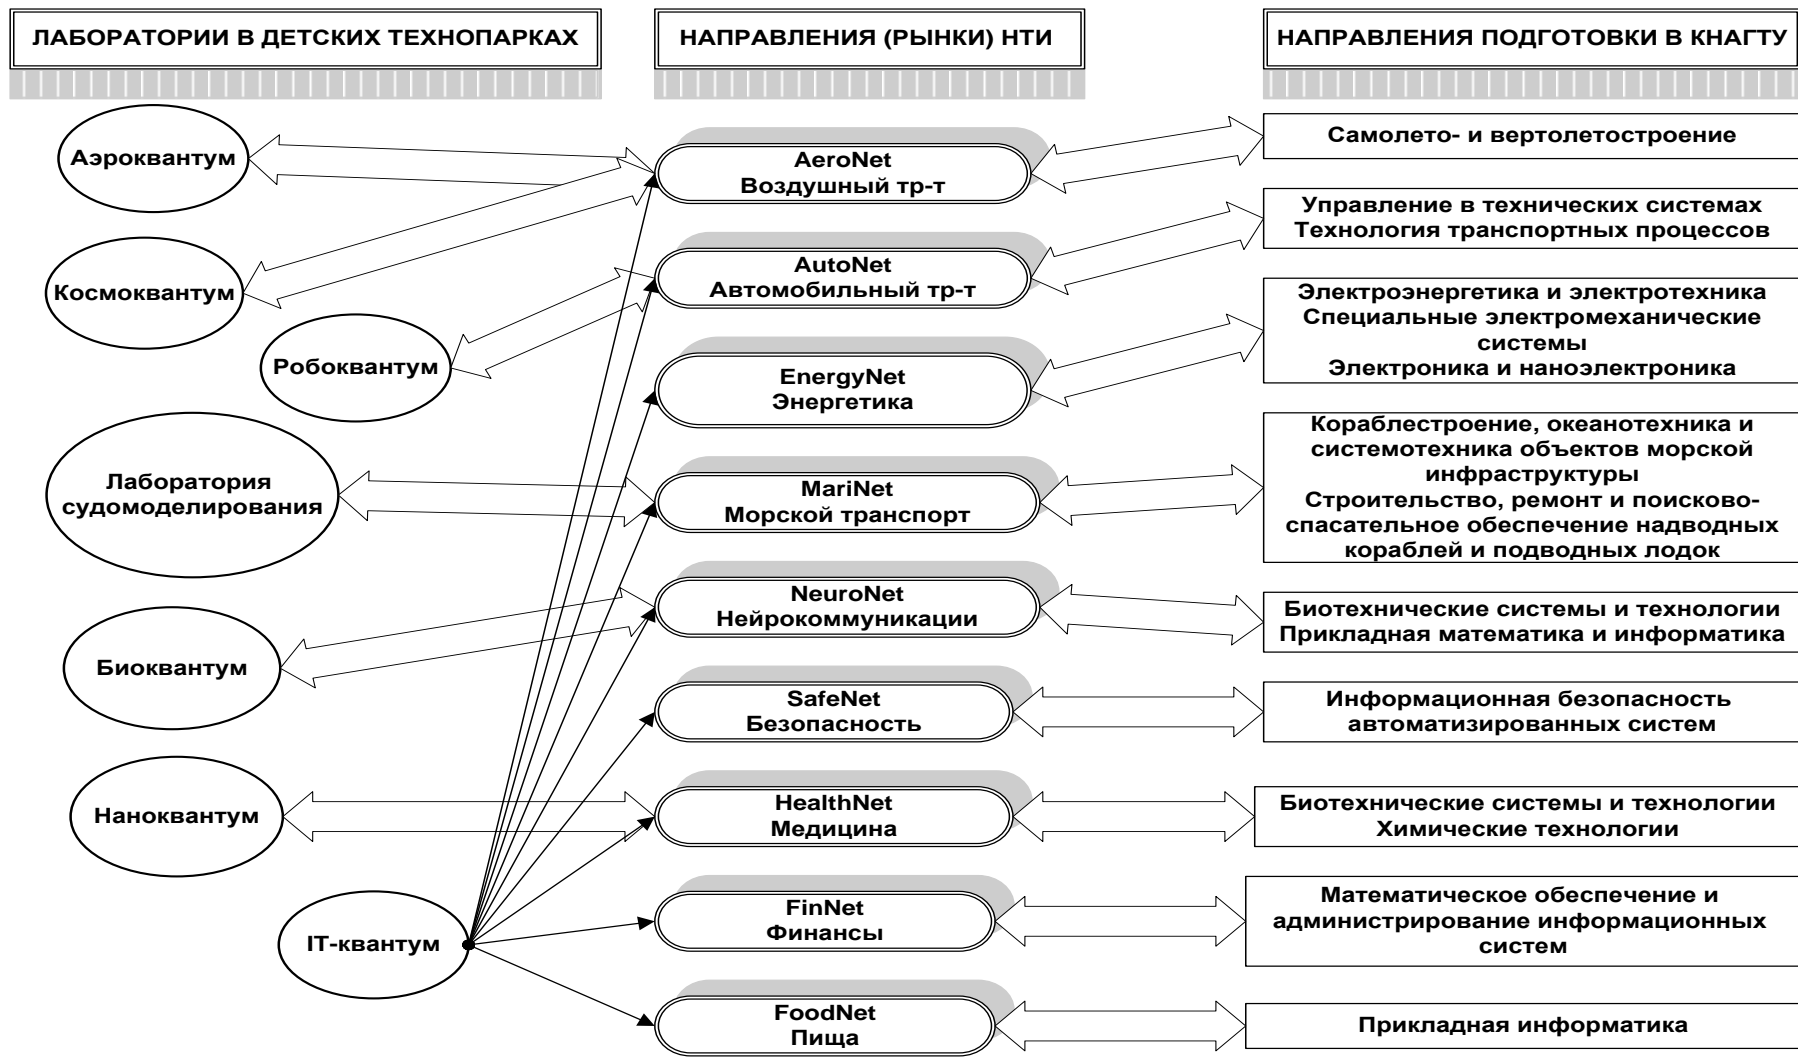 ЛАБОРАТОРИИ В ДЕТСКИХ ТЕХНОПАРКАХ
НАПРАВЛЕНИЯ (РЫНКИ) НТИ
НАПРАВЛЕНИЯ ПОДГОТОВКИ В КНАГТУ
Аэроквантум
Космоквантум
Робоквантум
Лаборатория
судомоделирования
Биоквантум
Наноквантум
IT-квантум
AeroNet
Воздушный тр-т
AutoNet
Автомобильный тр-т
EnergyNet
Энергетика
MariNet
Морской транспорт
NeuroNet
Нейрокоммуникации
SafeNet
Безопасность
HealthNet
Медицина
FinNet
Финансы
FoodNet
Пища
Самолето- и вертолетостроение
Управление в технических системах
Технология транспортных процессов
Электроэнергетика и электротехника
Специальные электромеханические
системы
Электроника и наноэлектроника
Кораблестроение, океанотехника и
системотехника объектов морской
инфраструктуры
Строительство, ремонт и поисково-
спасательное обеспечение надводных
кораблей и подводных лодок
Биотехнические системы и технологии
Прикладная математика и информатика
Информационная безопасность
автоматизированных систем
Биотехнические системы и технологии
Химические технологии
Математическое обеспечение и
администрирование информационных
систем
Прикладная информатика